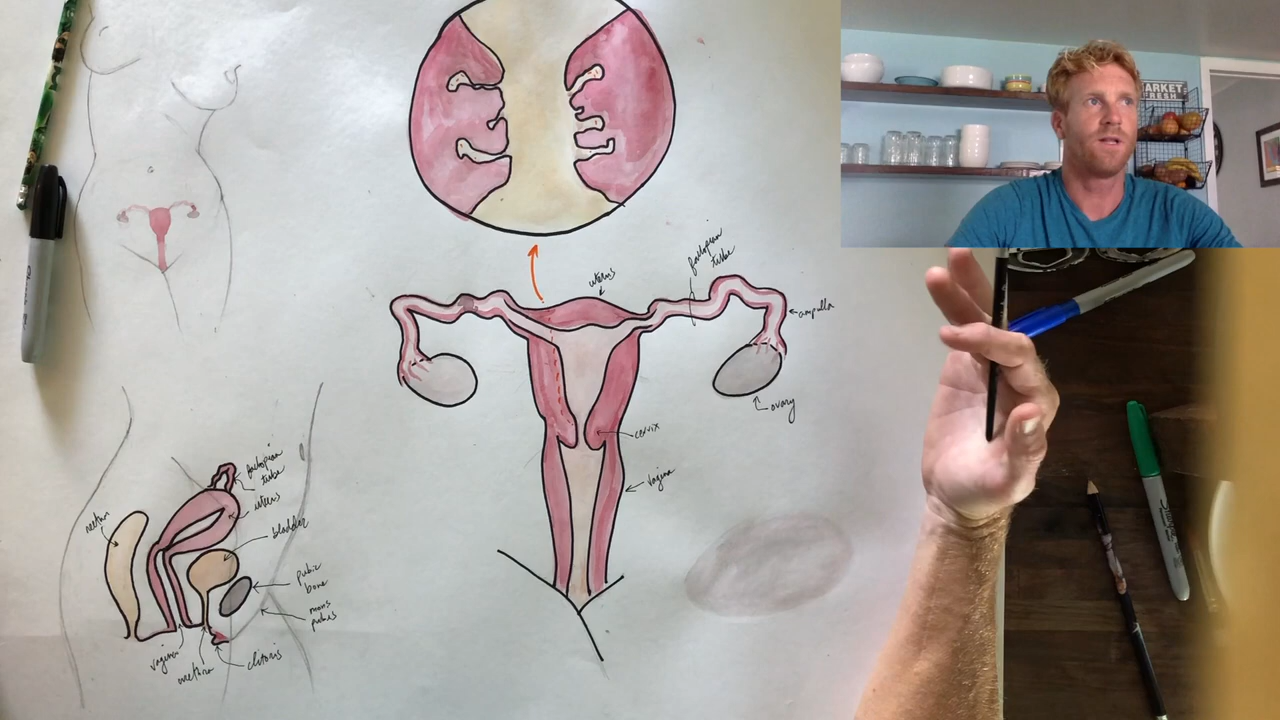 MARKET
FRESH
fallopian
tube
uterus
ampulla
ovary
cervix
vagina
fallopian
tube
uterus
bladder
rectum
pubic
bone
mons
pubis
vagina
urethra
clitoris